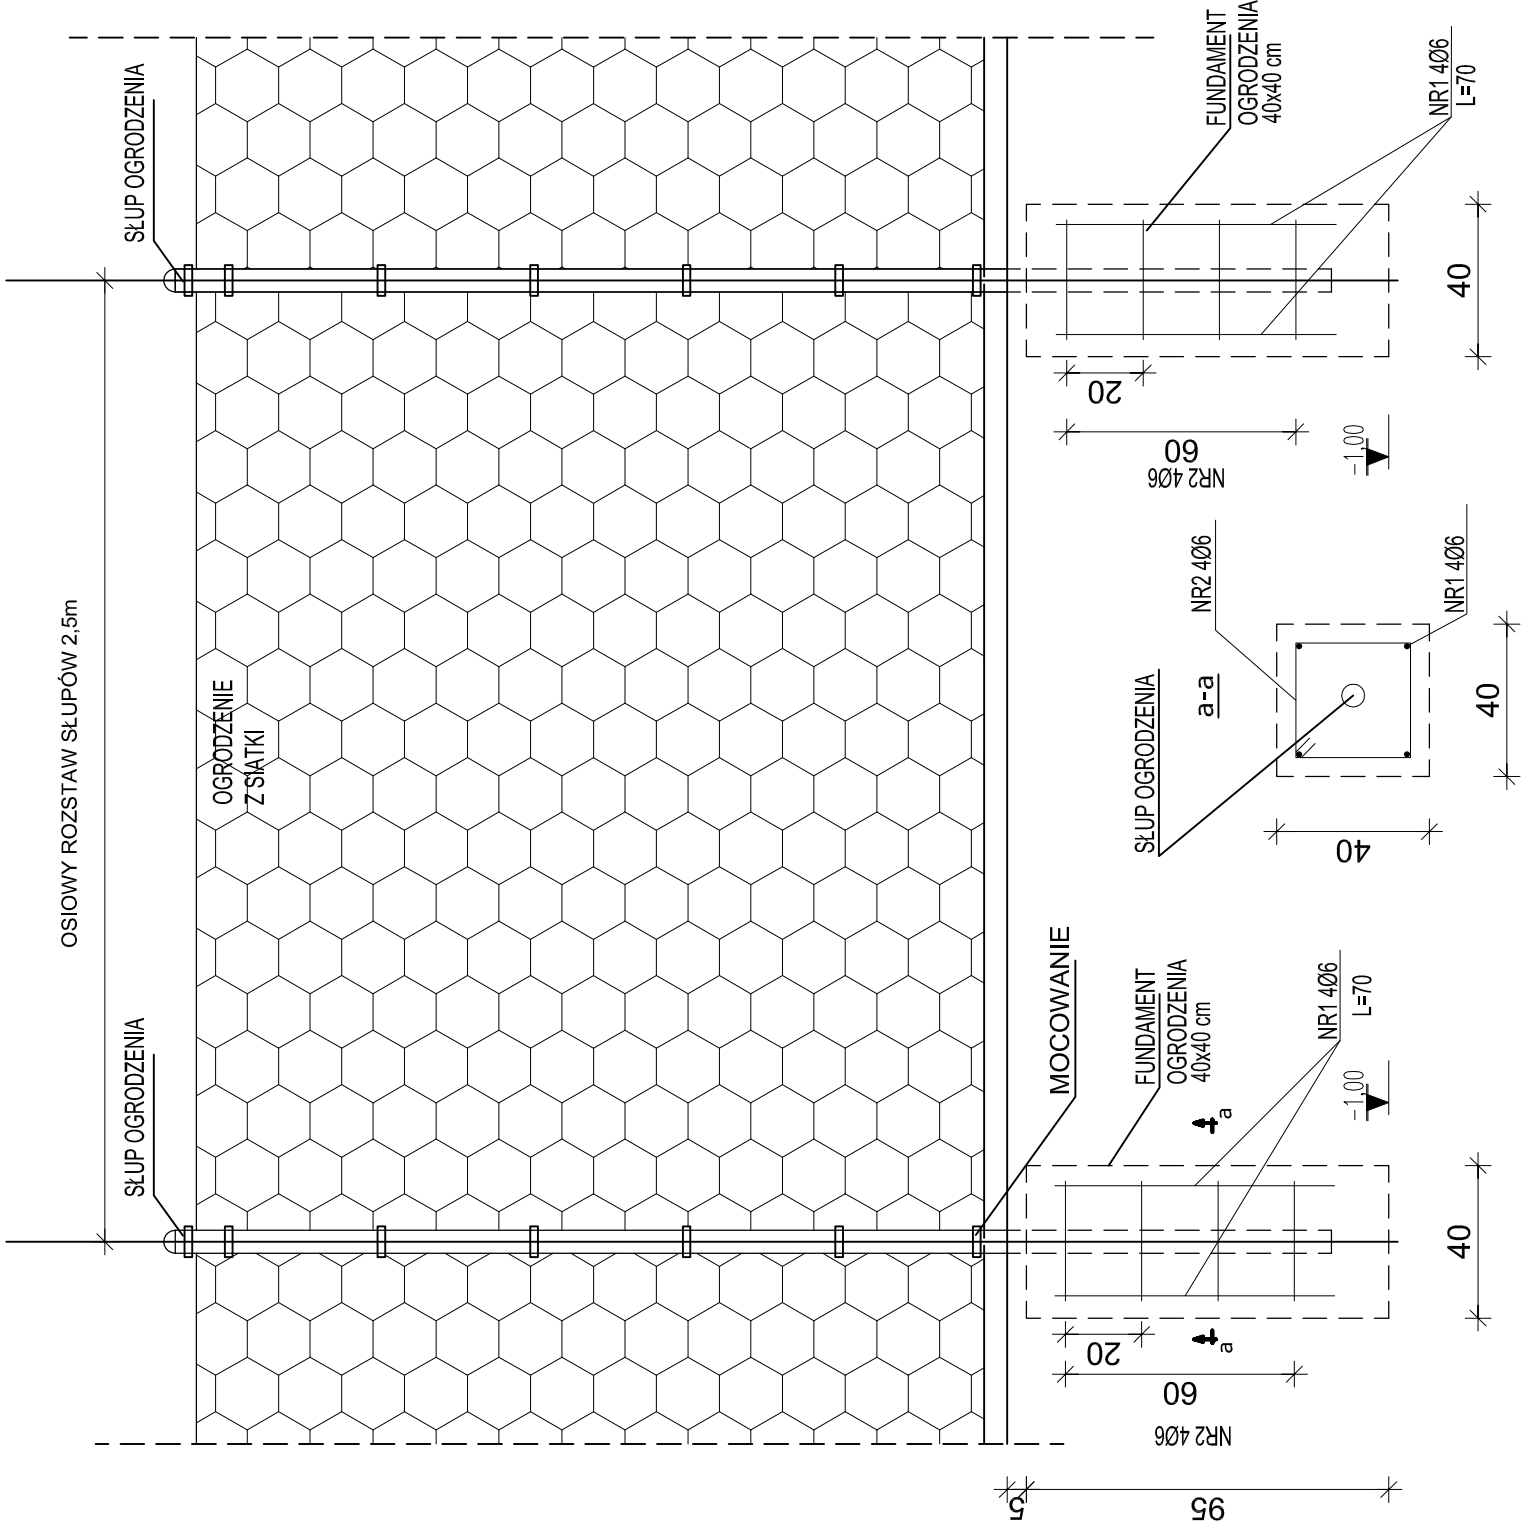 OSIOWY ROZSTAW SŁUPÓW 2,5m
SŁUP OGRODZENIA
SŁUP OGRODZENIA
OGRODZENIE
Z SIATKI
MOCOWANIE
FUNDAMENT
OGRODZENIA
40x40 cm
NR1 4Ø6
L=70
-1,00
a
a
20
60
NR2 4Ø6
40
5
95
SŁUP OGRODZENIA
a-a
NR2 4Ø6
NR1 4Ø6
40
40
FUNDAMENT
OGRODZENIA
40x40 cm
NR1 4Ø6
L=70
20
60
NR2 4Ø6
-1,00
40